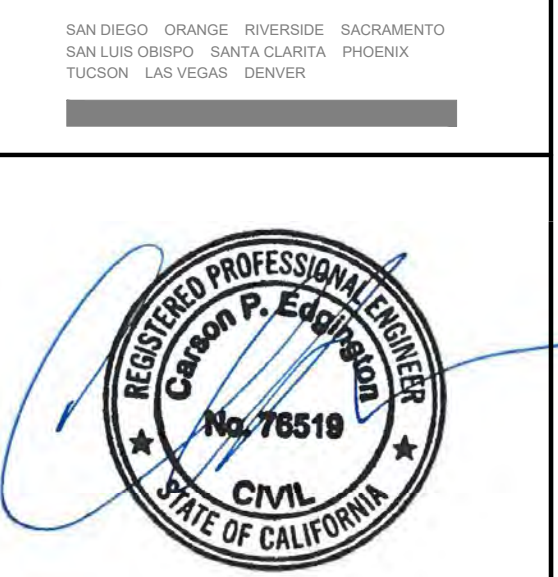 SAN DIEGO ORANGE RIVERSIDE SACRAMENTO
SAN LUIS OBISPO SANTA CLARITA PHOENIX
TUCSON LAS VEGAS DENVER
REGISTERED PROFESSIONAL ENGINEER
Carson P. Edgington
No. 76519
CIVIL
STATE OF CALIFORNIA